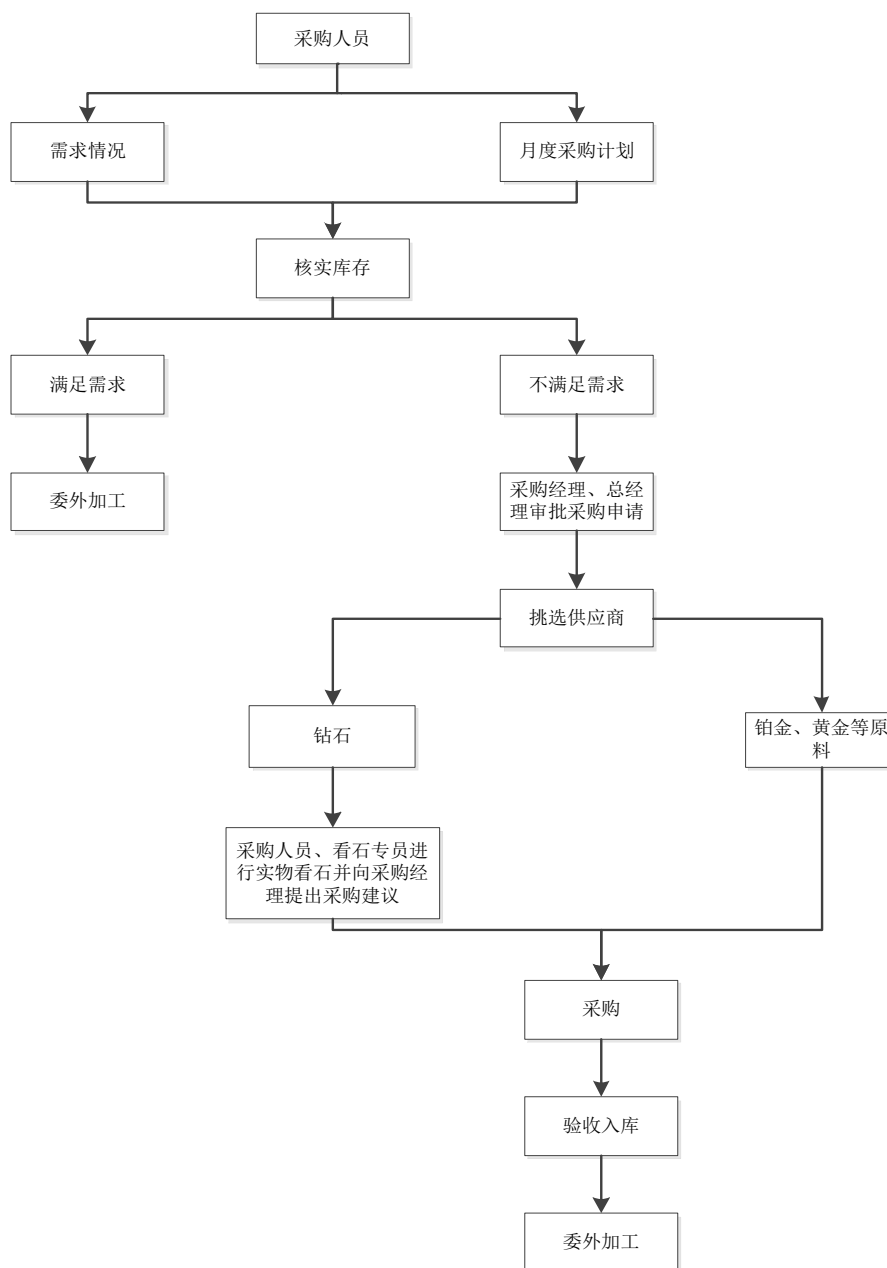 采购人员
需求情况
月度采购计划
核实库存
满足需求
不满足需求
委外加工
采购经理、总经
理审批采购申请
挑选供应商
钻石
铂金、黄金等原
料
采购人员、看石专员进
行实物看石并向采购经
理提出采购建议
采购
验收入库
委外加工